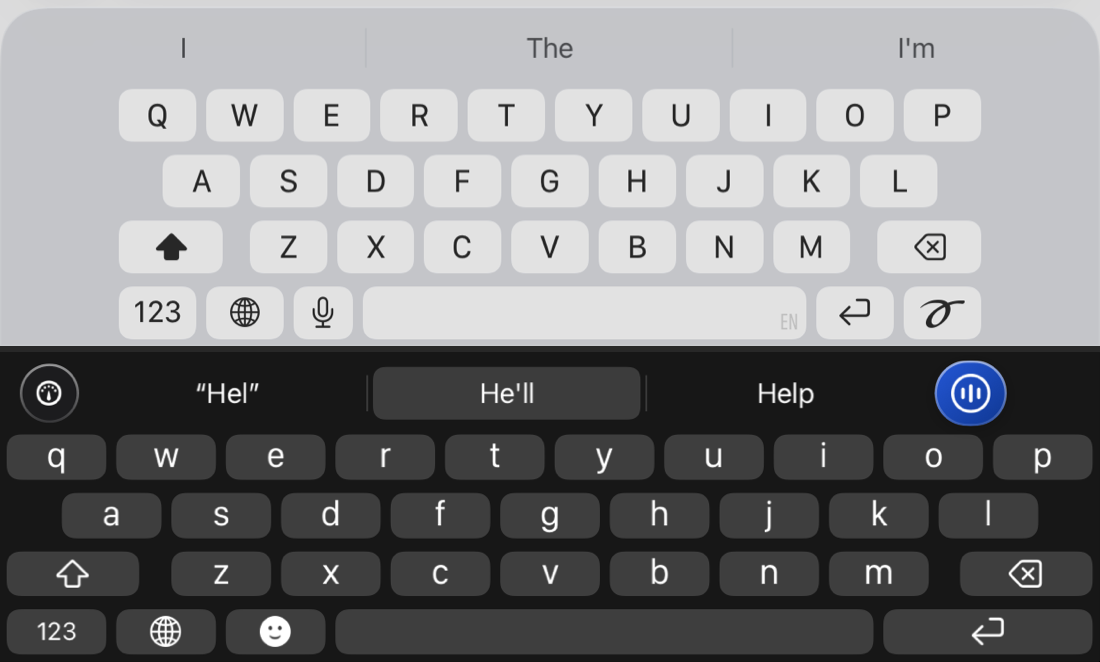 I The I'm
Q W E R T Y U I O P
A S D F G H J K L
Z X C V B N M
123 EN
“Hel” He'll Help
q w e r t y u i o p
a s d f g h j k l
z x c v b n m
123